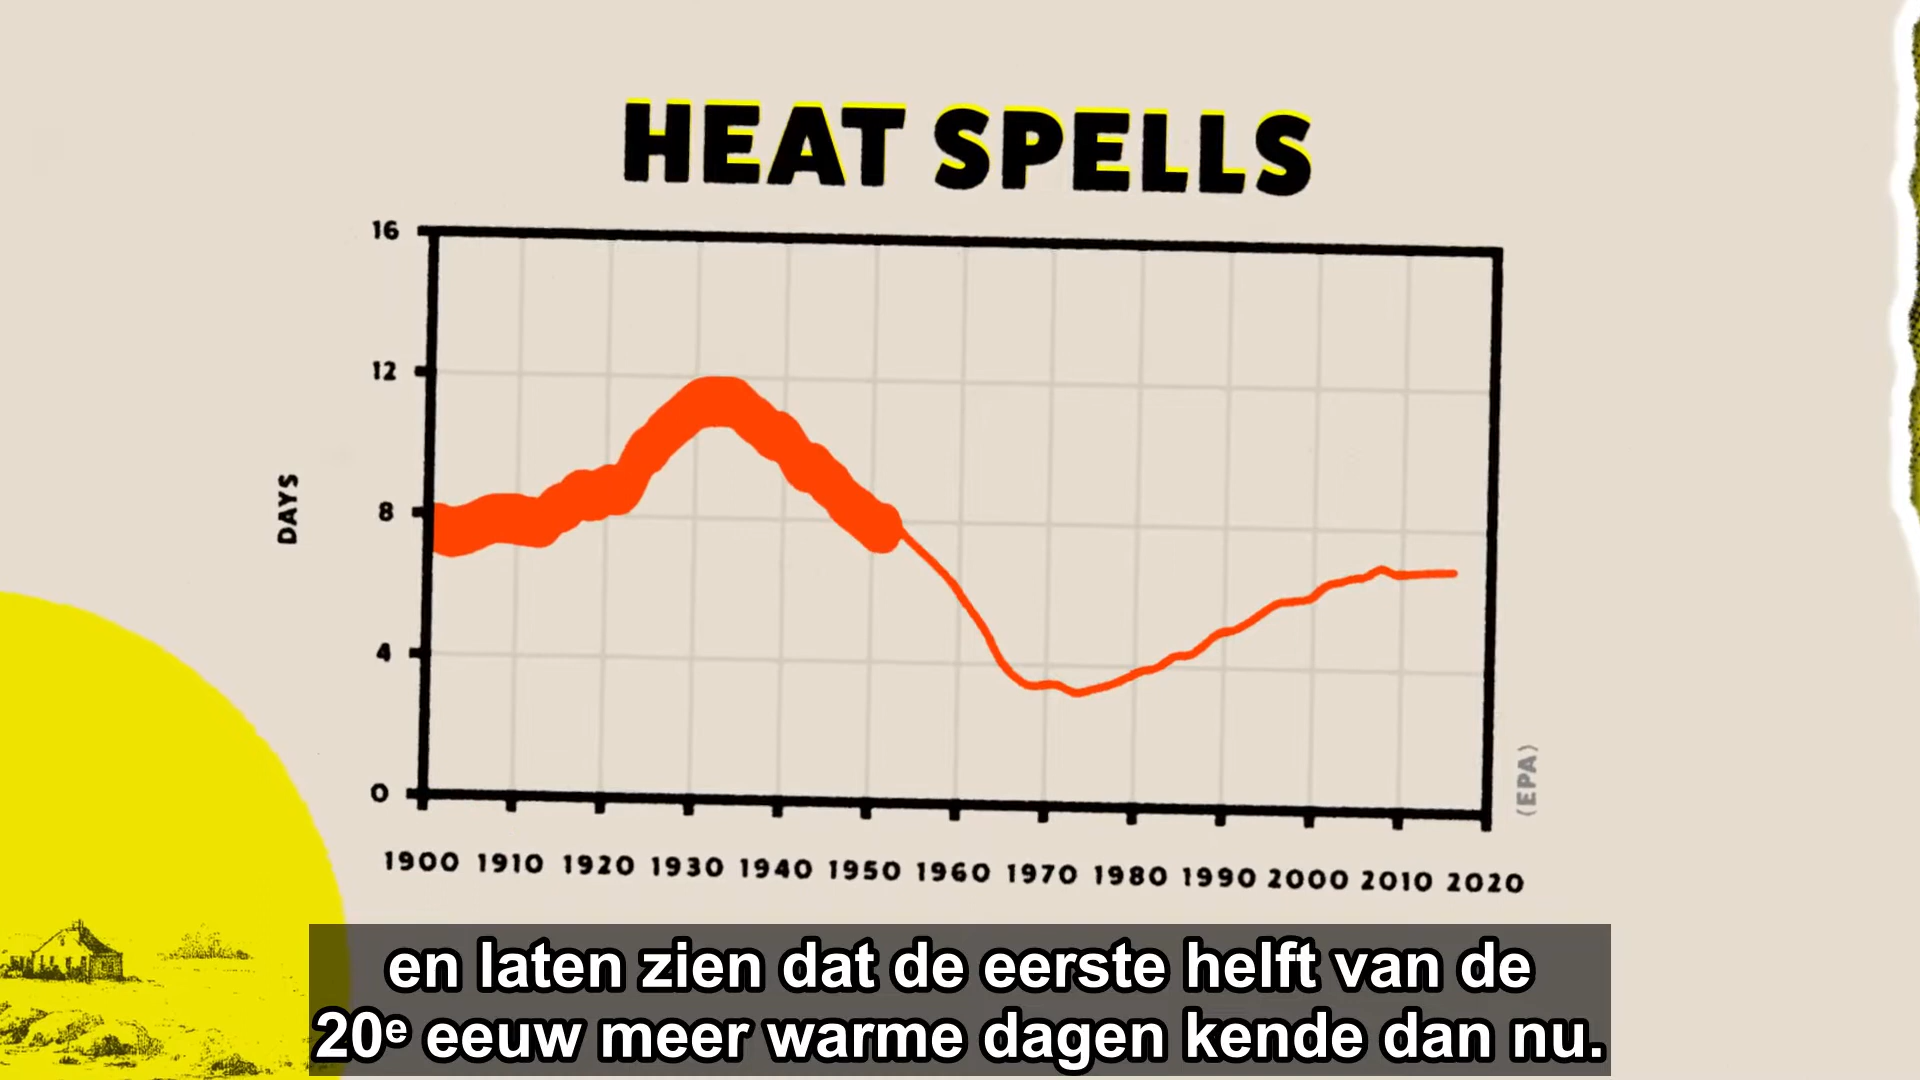 HEAT SPELLS
16
12
8
4
0
DAYS
1900 1910 1920 1930 1940 1950 1960 1970 1980 1990 2000 2010 2020
(EPA)
en laten zien dat de eerste helft van de
20ᵉ eeuw meer warme dagen kende dan nu.